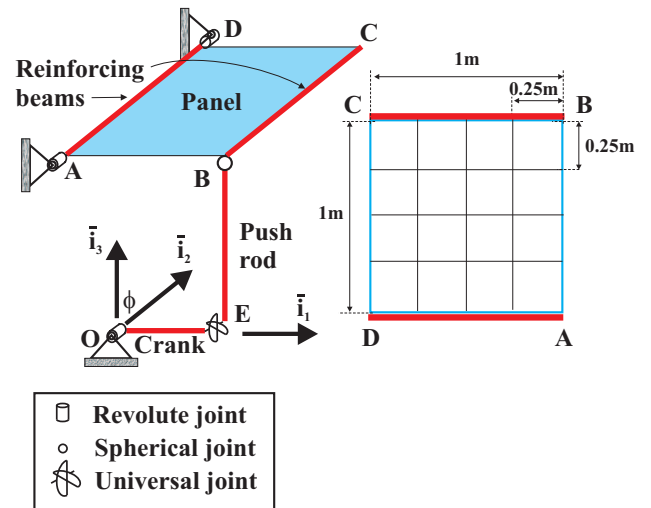 D
C
Reinforcing
beams
Panel
A
B
ī₃
ī₂
Push
rod
ϕ
E
ī₁
O
Crank
1m
0.25m
C
B
0.25m
1m
D
A
Revolute joint
Spherical joint
Universal joint